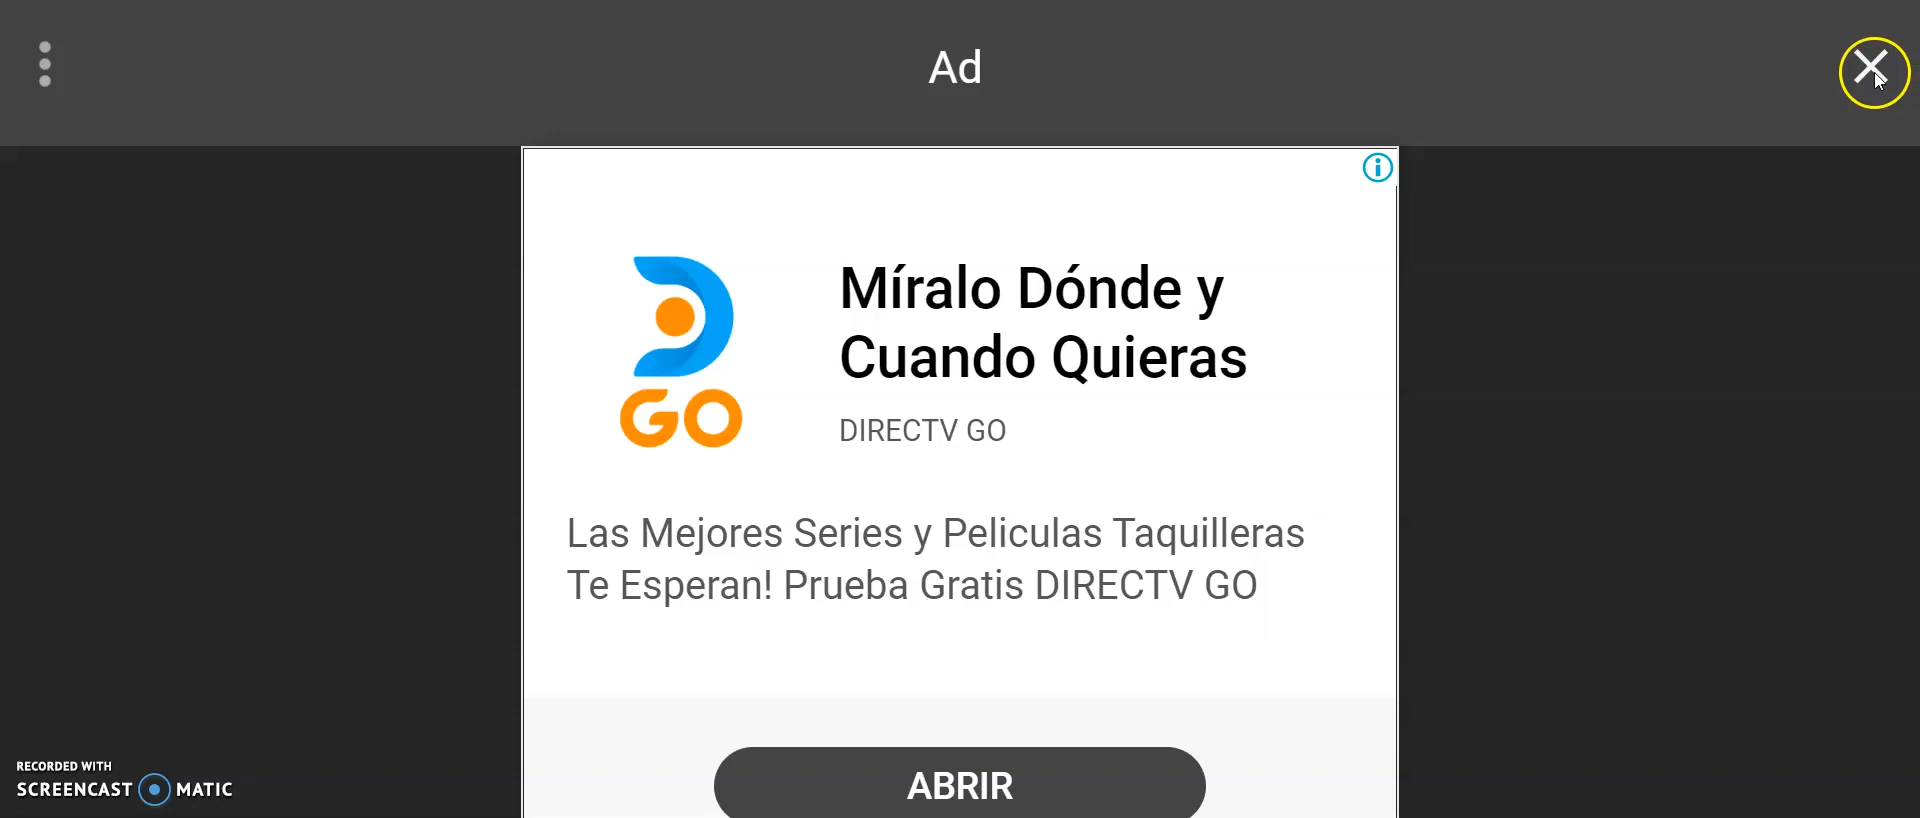 Ad
Míralo Dónde y
Cuando Quieras
GO
DIRECTV GO
Las Mejores Series y Peliculas Taquilleras
Te Esperan! Prueba Gratis DIRECTV GO
ABRIR
RECORDED WITH
SCREENCAST MATIC